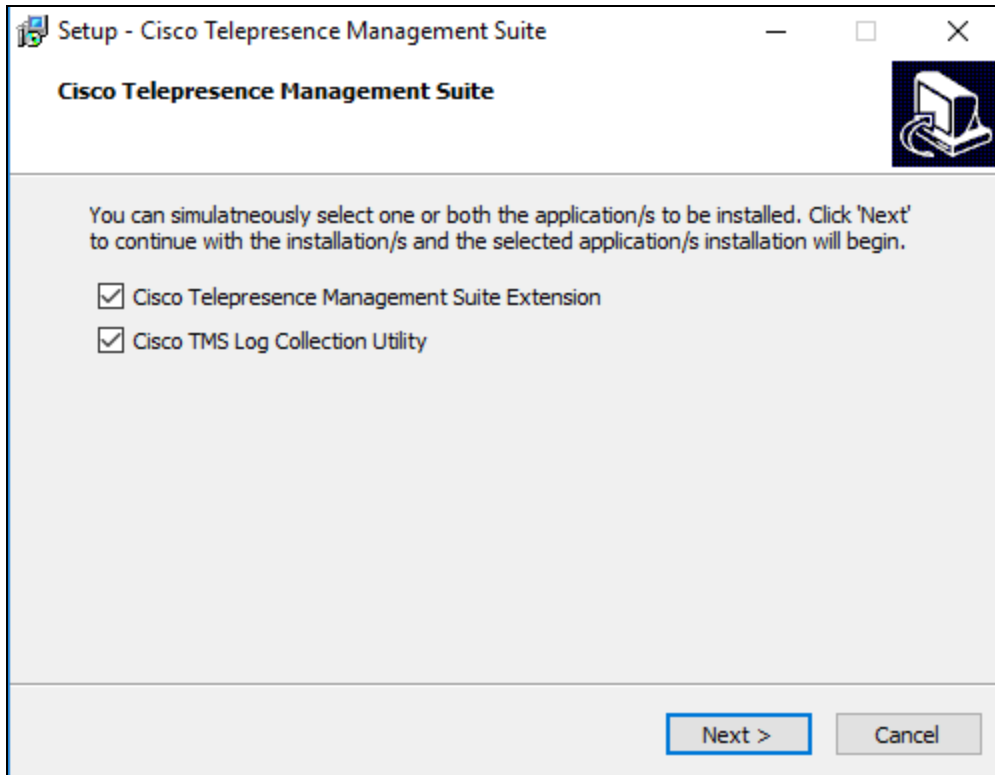 Setup - Cisco Telepresence Management Suite
Cisco Telepresence Management Suite
You can simulatneously select one or both the application/s to be installed. Click 'Next'
to continue with the installation/s and the selected application/s installation will begin.
Cisco Telepresence Management Suite Extension
Cisco TMS Log Collection Utility
Next >
Cancel